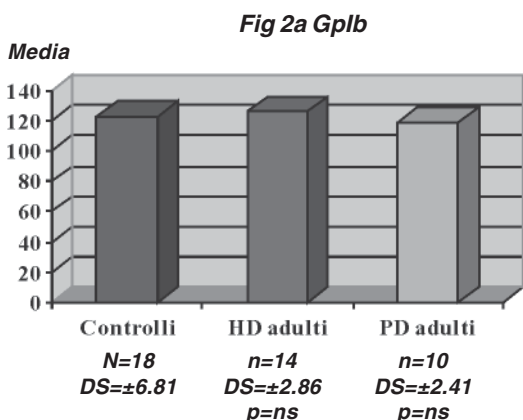 Fig 2a GpIb
Media
140
120
100
80
60
40
20
0
Controlli HD adulti PD adulti
N=18 n=14 n=10
DS=±6.81 DS=±2.86 DS=±2.41
p=ns p=ns